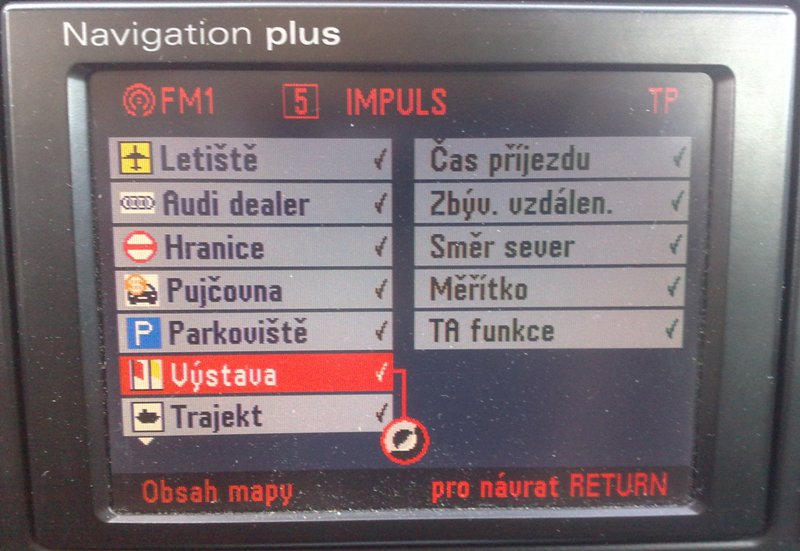 Navigation plus
FM1 5 IMPULS TP
Letiště
Audi dealer
Hranice
Pujčovna
P Parkoviště
Výstava
Trajekt
Čas příjezdu
Zbýv. vzdálen.
Směr sever
Měřítko
TA funkce
Obsah mapy pro návrat RETURN